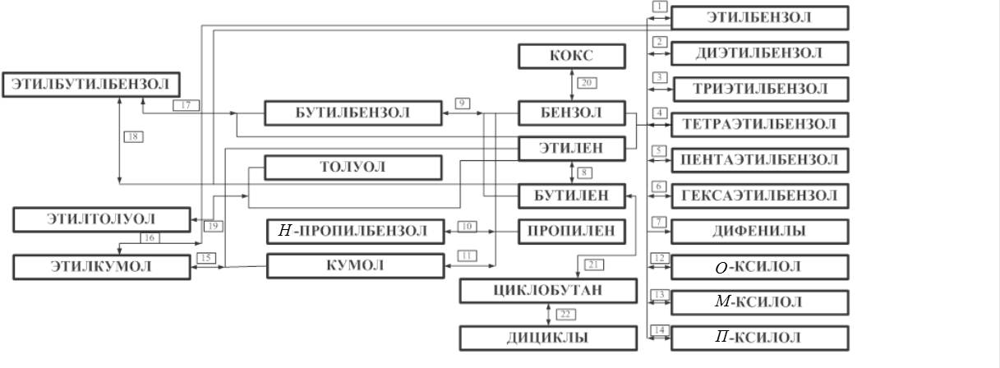 1
ЭТИЛБЕНЗОЛ
2
ДИЭТИЛБЕНЗОЛ
КОКС
3
ТРИЭТИЛБЕНЗОЛ
20
ЭТИЛБУТИЛБЕНЗОЛ
17
БУТИЛБЕНЗОЛ
9
БЕНЗОЛ
4
ТЕТРАЭТИЛБЕНЗОЛ
18
ЭТИЛЕН
5
ПЕНТАЭТИЛБЕНЗОЛ
ТОЛУОЛ
8
6
БУТИЛЕН
ГЕКСАЭТИЛБЕНЗОЛ
ЭТИЛТОЛУОЛ
19
Н-ПРОПИЛБЕНЗОЛ
10
ПРОПИЛЕН
7
ДИФЕНИЛЫ
16
ЭТИЛКУМОЛ
15
КУМОЛ
11
21
12
О-КСИЛОЛ
ЦИКЛОБУТАН
13
М-КСИЛОЛ
22
14
ДИЦИКЛЫ
П-КСИЛОЛ